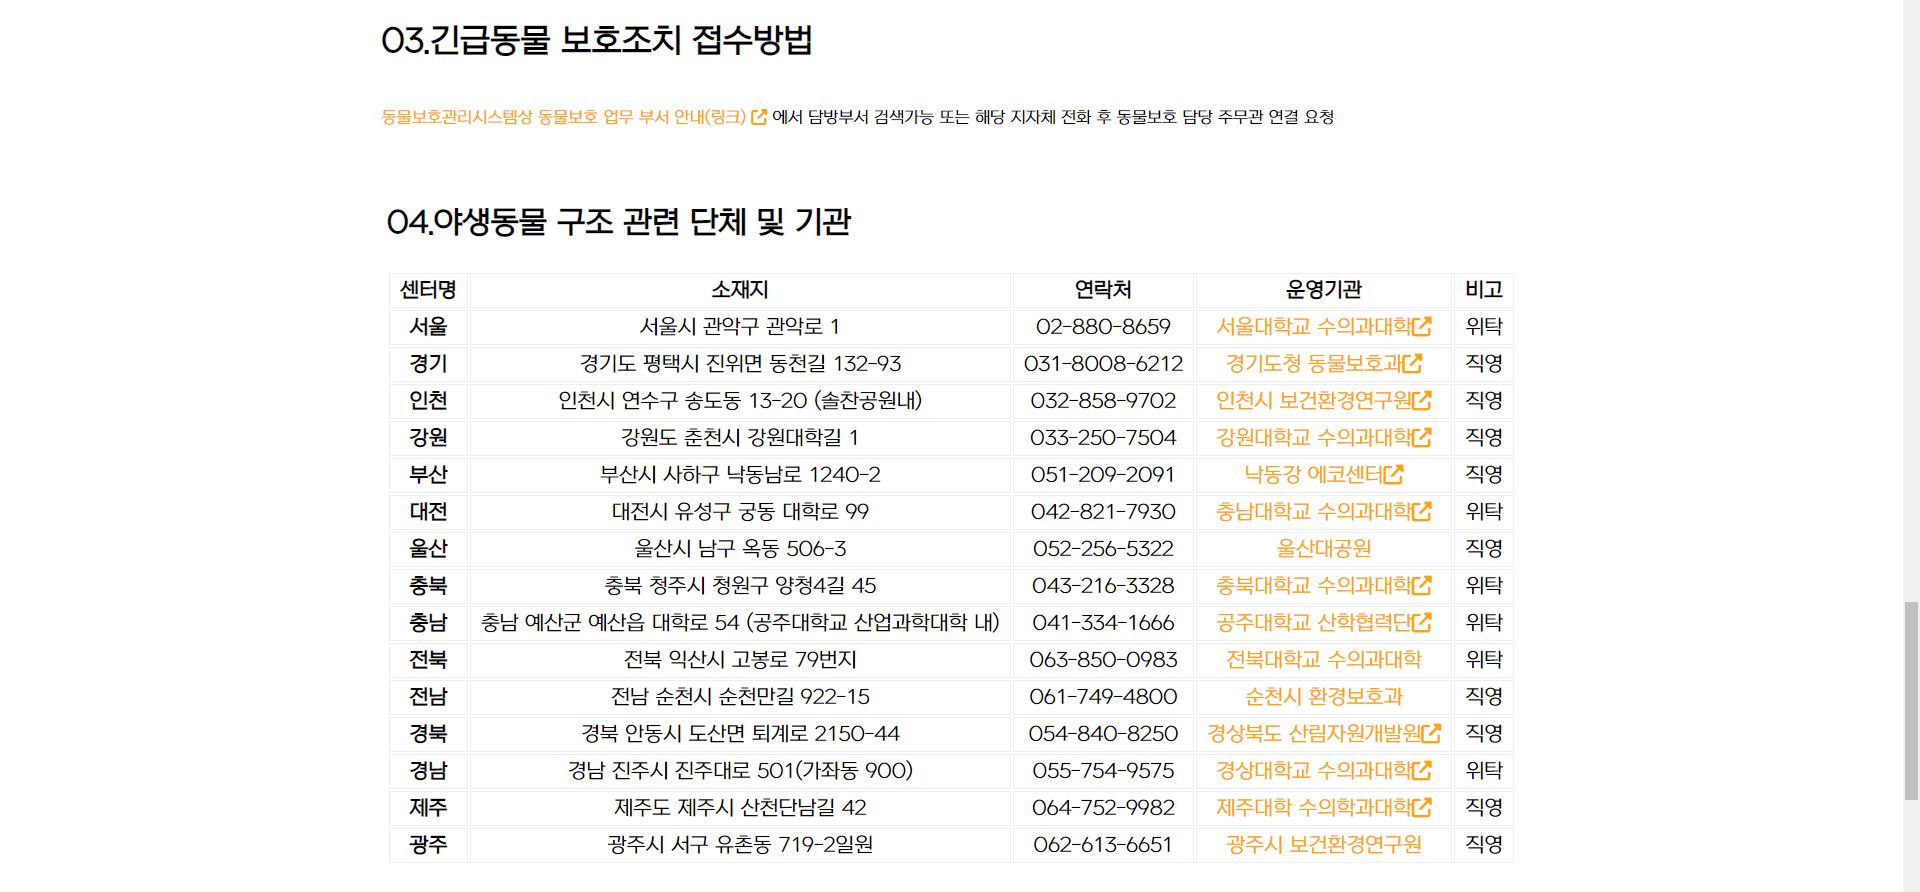 03.긴급동물 보호조치 접수방법
동물보호관리시스템상 동물보호 업무 부서 안내(링크) 에서 담방부서 검색가능 또는 해당 지자체 전화 후 동물보호 담당 주무관 연결 요청
04.야생동물 구조 관련 단체 및 기관
센터명 소재지 연락처 운영기관 비고
서울 서울시 관악구 관악로 1 02-880-8659 서울대학교 수의과대학 위탁
경기 경기도 평택시 진위면 동천길 132-93 031-8008-6212 경기도청 동물보호과 직영
인천 인천시 연수구 송도동 13-20 (솔찬공원내) 032-858-9702 인천시 보건환경연구원 직영
강원 강원도 춘천시 강원대학길 1 033-250-7504 강원대학교 수의과대학 직영
부산 부산시 사하구 낙동남로 1240-2 051-209-2091 낙동강 에코센터 직영
대전 대전시 유성구 궁동 대학로 99 042-821-7930 충남대학교 수의과대학 위탁
울산 울산시 남구 옥동 506-3 052-256-5322 울산대공원 직영
충북 충북 청주시 청원구 양청4길 45 043-216-3328 충북대학교 수의과대학 위탁
충남 충남 예산군 예산읍 대학로 54 (공주대학교 산업과학대학 내) 041-334-1666 공주대학교 산학협력단 위탁
전북 전북 익산시 고봉로 79번지 063-850-0983 전북대학교 수의과대학 위탁
전남 전남 순천시 순천만길 922-15 061-749-4800 순천시 환경보호과 직영
경북 경북 안동시 도산면 퇴계로 2150-44 054-840-8250 경상북도 산림자원개발원 직영
경남 경남 진주시 진주대로 501(가좌동 900) 055-754-9575 경상대학교 수의과대학 위탁
제주 제주도 제주시 산천단남길 42 064-752-9982 제주대학 수의학과대학 직영
광주 광주시 서구 유촌동 719-2일원 062-613-6651 광주시 보건환경연구원 직영